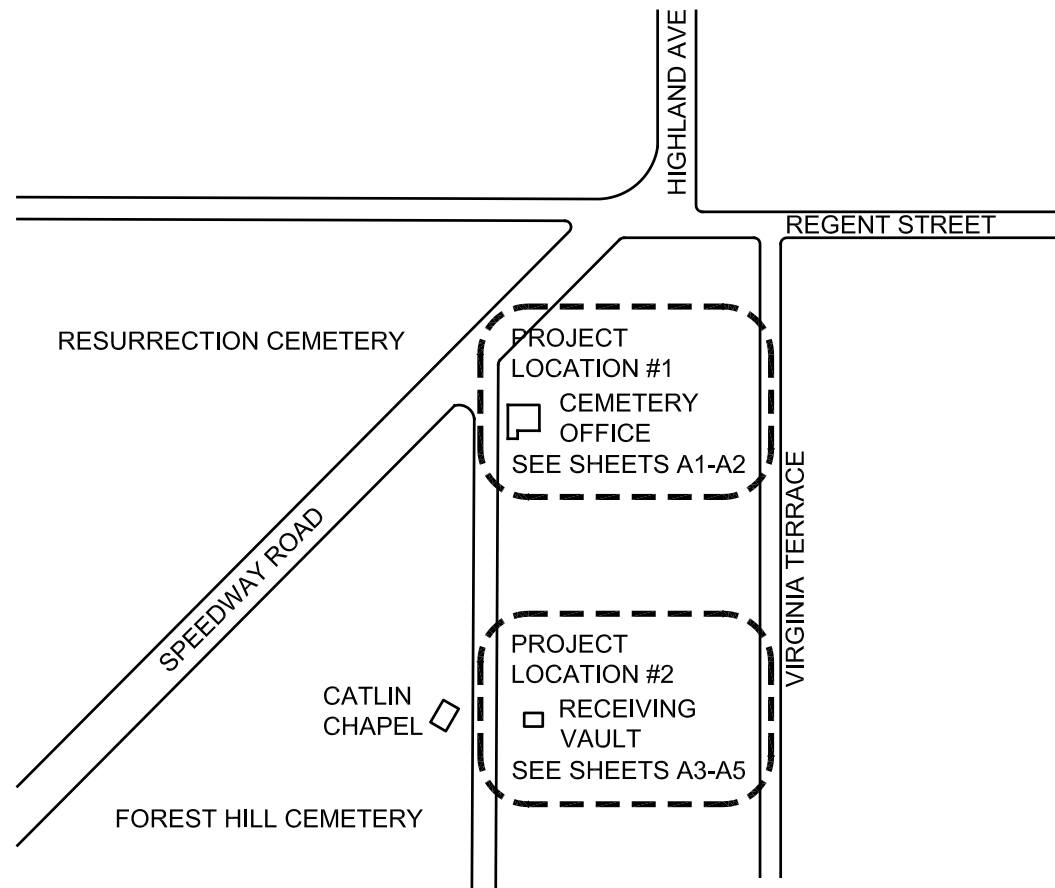 HIGHLAND AVE
REGENT STREET
RESURRECTION CEMETERY
PROJECT
LOCATION #1
CEMETERY
OFFICE
SEE SHEETS A1-A2
SPEEDWAY ROAD
VIRGINIA TERRACE
PROJECT
LOCATION #2
CATLIN
CHAPEL
RECEIVING
VAULT
SEE SHEETS A3-A5
FOREST HILL CEMETERY